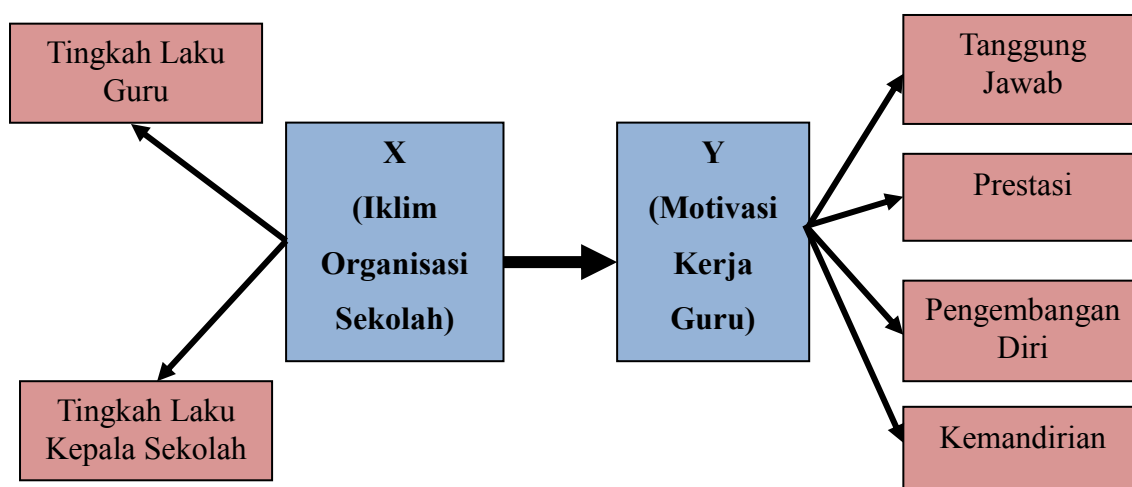 Tingkah Laku
Guru
Tingkah Laku
Kepala Sekolah
X
(Iklim
Organisasi
Sekolah)
Y
(Motivasi
Kerja
Guru)
Tanggung
Jawab
Prestasi
Pengembangan
Diri
Kemandirian